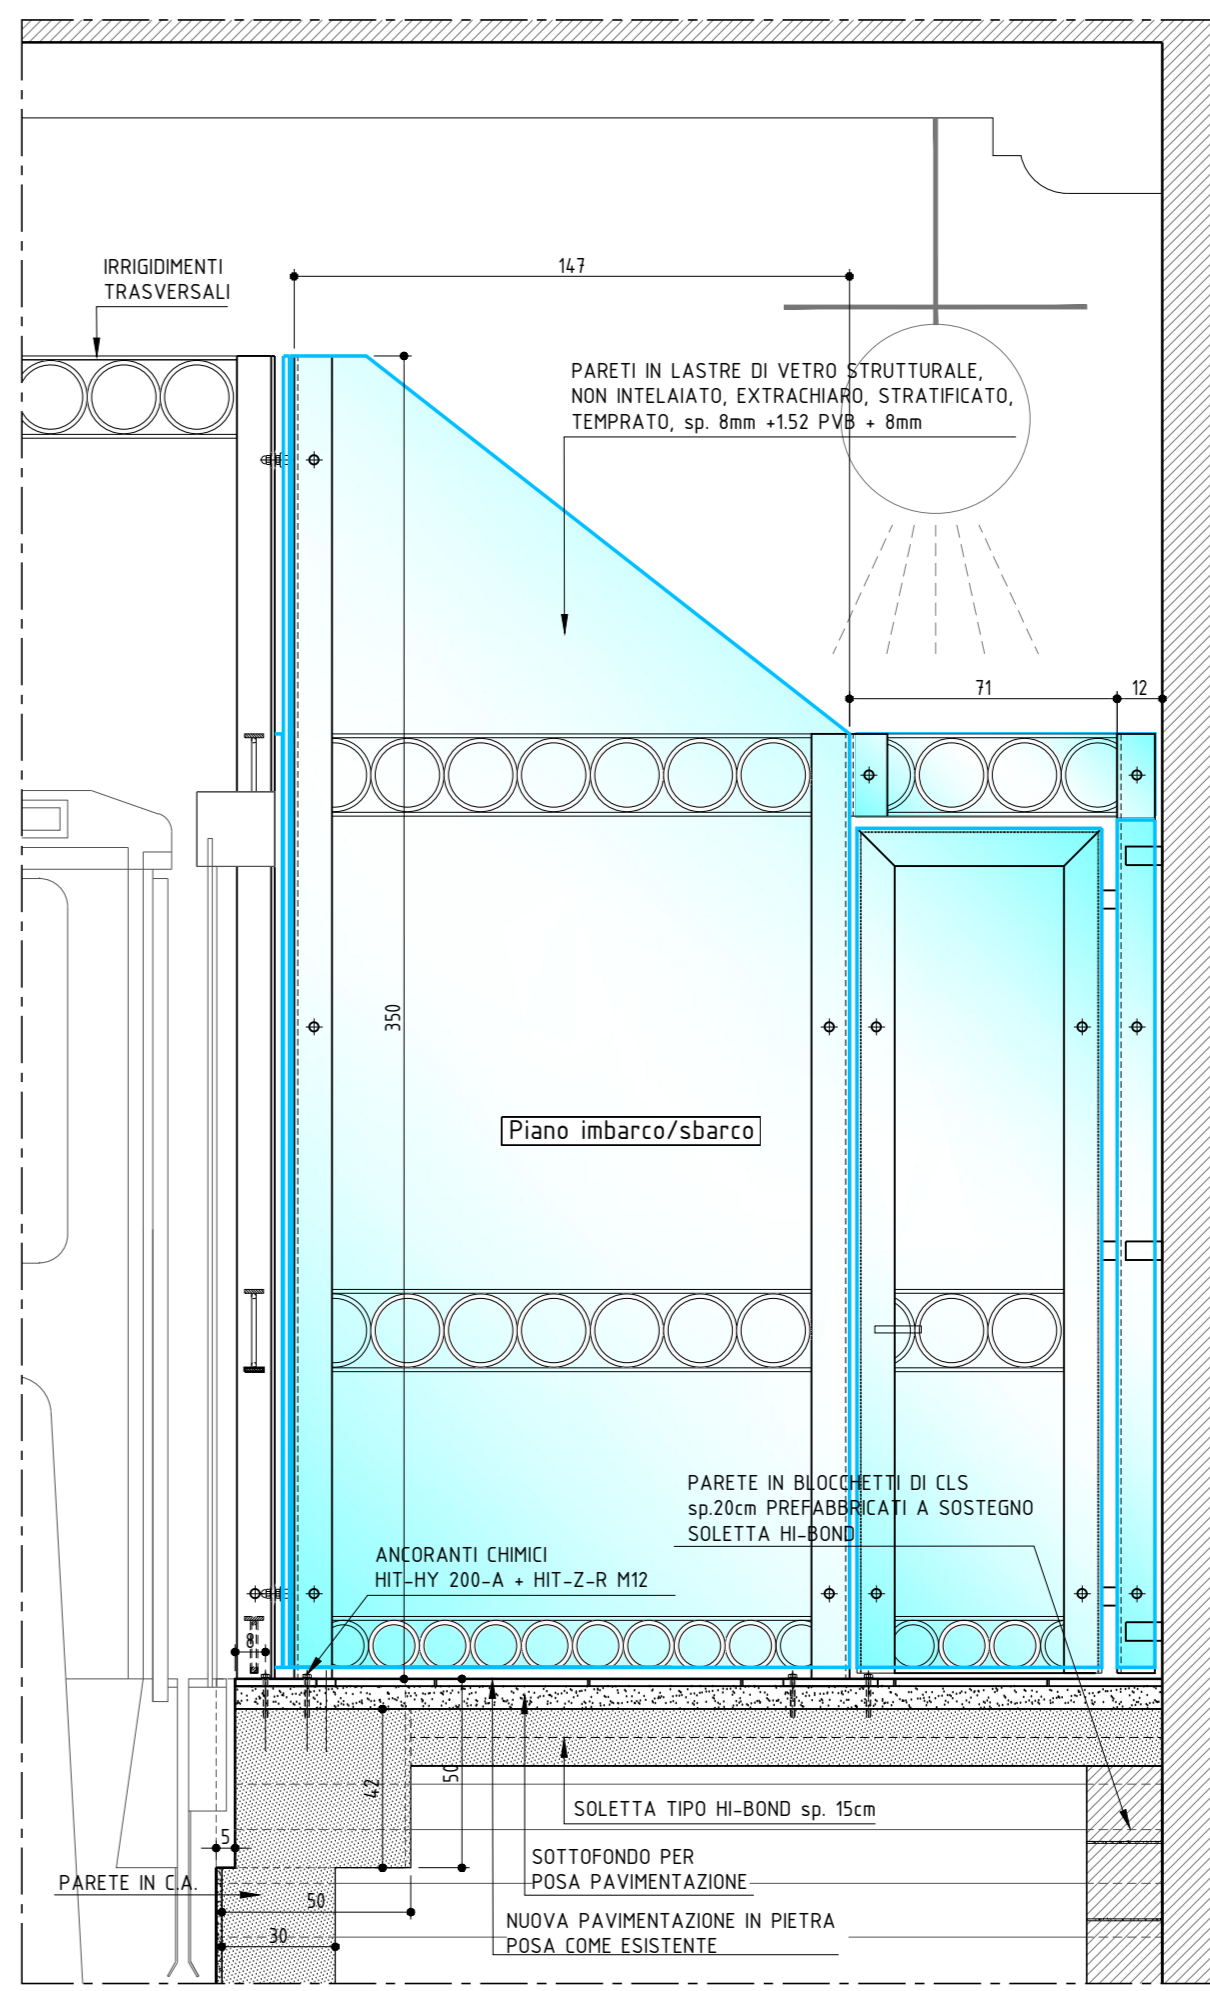 147
IRRIGIDIMENTI
TRASVERSALI
PARETI IN LASTRE DI VETRO STRUTTURALE,
NON INTELAIATO, EXTRACHIARO, STRATIFICATO,
TEMPRATO, sp. 8mm +1.52 PVB + 8mm
71
12
350
Piano imbarco/sbarco
PARETE IN BLOCCHETTI DI CLS
sp.20cm PREFABBRICATI A SOSTEGNO
SOLETTA HI-BOND
ANCORANTI CHIMICI
HIT-HY 200-A + HIT-Z-R M12
8
42
50
SOLETTA TIPO HI-BOND sp. 15cm
5
SOTTOFONDO PER
POSA PAVIMENTAZIONE
PARETE IN C.A.
50
NUOVA PAVIMENTAZIONE IN PIETRA
POSA COME ESISTENTE
30